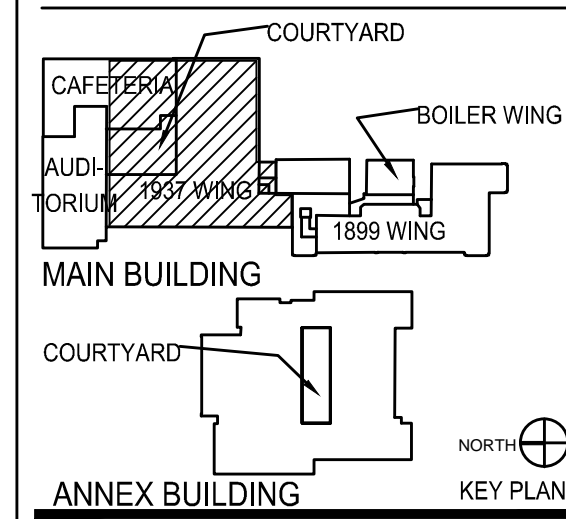 COURTYARD
CAFETERIA
BOILER WING
AUDI-
TORIUM
1937 WING
1899 WING
MAIN BUILDING
COURTYARD
NORTH
ANNEX BUILDING
KEY PLAN